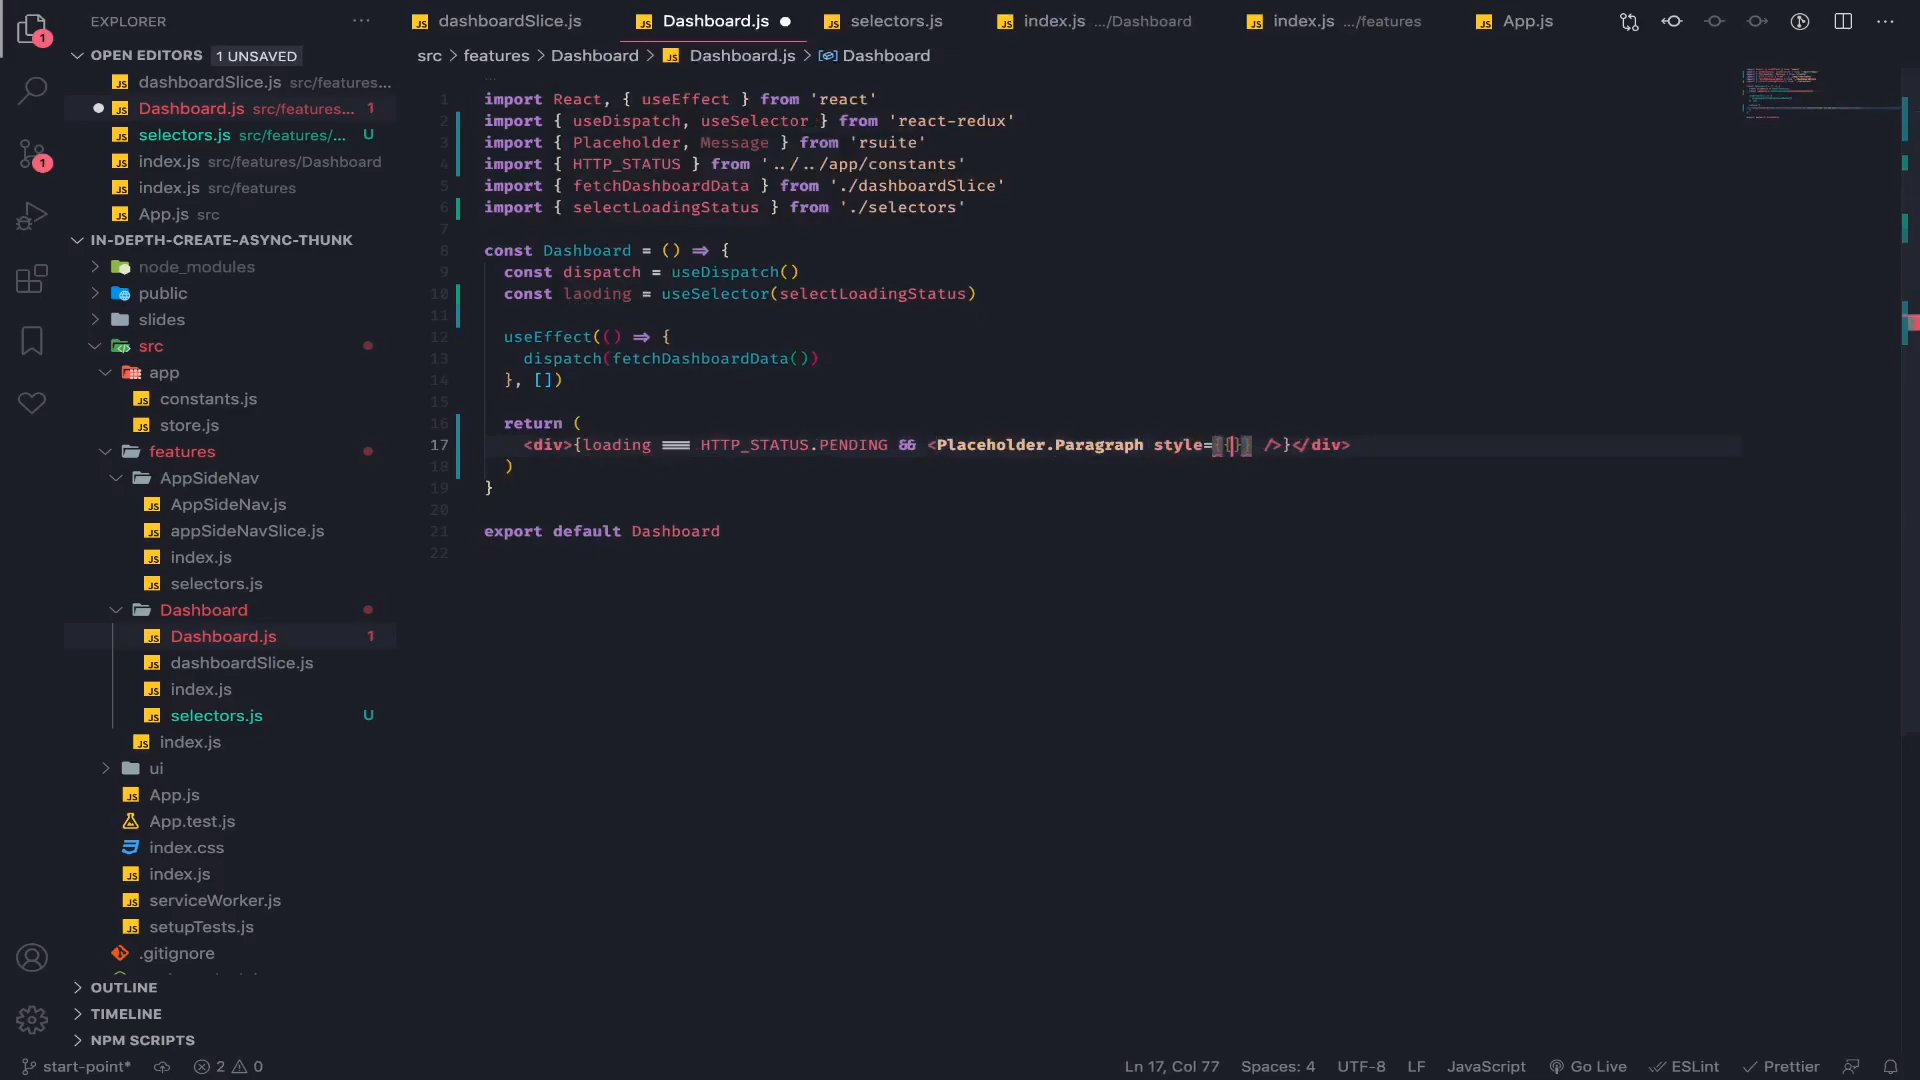 EXPLORER
dashboardSlice.js
Dashboard.js
selectors.js
index.js .../Dashboard
index.js .../features
App.js
OPEN EDITORS 1 UNSAVED
src > features > Dashboard > Dashboard.js > Dashboard
dashboardSlice.js src/features...
Dashboard.js src/features... 1
selectors.js src/features/... U
index.js src/features/Dashboard
index.js src/features
App.js src
IN-DEPTH-CREATE-ASYNC-THUNK
node_modules
public
slides
src
app
constants.js
store.js
features
AppSideNav
AppSideNav.js
appSideNavSlice.js
index.js
selectors.js
Dashboard
Dashboard.js 1
dashboardSlice.js
index.js
selectors.js U
index.js
ui
App.js
App.test.js
index.css
index.js
serviceWorker.js
setupTests.js
.gitignore
OUTLINE
TIMELINE
NPM SCRIPTS
1 import React, { useEffect } from 'react'
2 import { useDispatch, useSelector } from 'react-redux'
3 import { Placeholder, Message } from 'rsuite'
4 import { HTTP_STATUS } from '../../app/constants'
5 import { fetchDashboardData } from './dashboardSlice'
6 import { selectLoadingStatus } from './selectors'
7
8 const Dashboard = () => {
9 const dispatch = useDispatch()
10 const laoding = useSelector(selectLoadingStatus)
11
12 useEffect(() => {
13 dispatch(fetchDashboardData())
14 }, [])
15
16 return (
17 <div>{loading === HTTP_STATUS.PENDING && <Placeholder.Paragraph style={{}} />}</div>
18 )
19 }
20
21 export default Dashboard
22
1
1
start-point* 2 0
Ln 17, Col 77 Spaces: 4 UTF-8 LF JavaScript Go Live ESLint Prettier